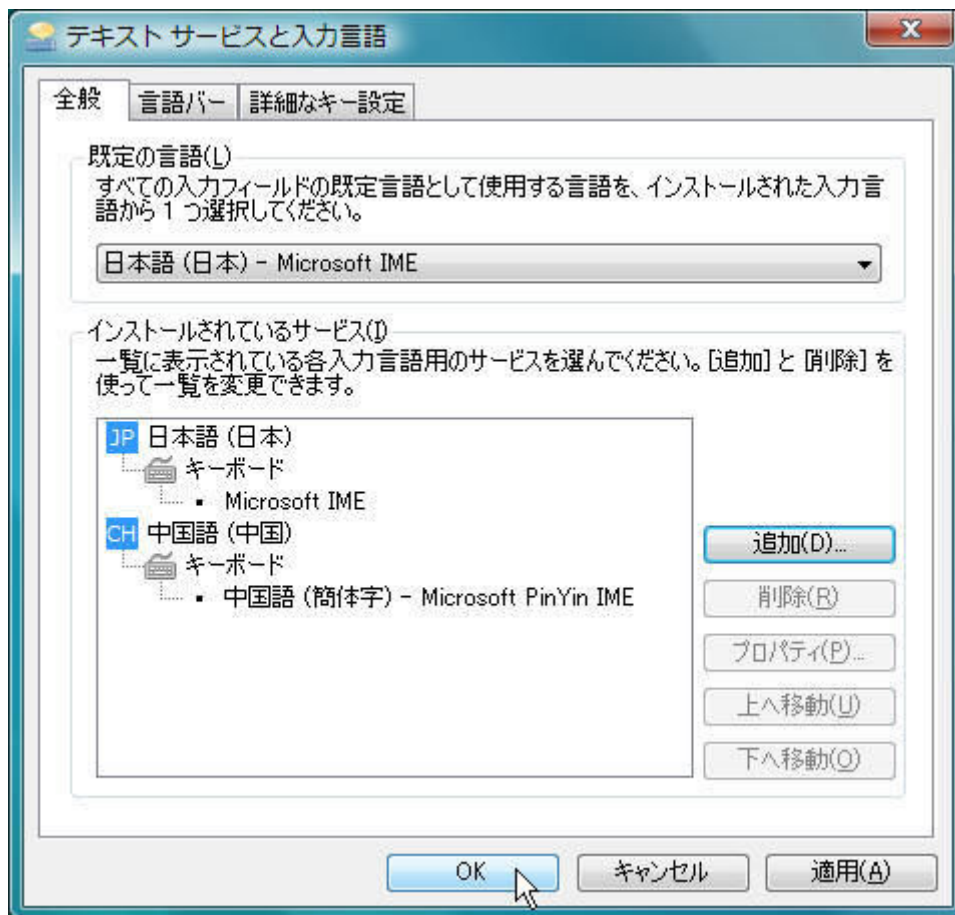 テキスト サービスと入力言語
全般
言語バー
詳細なキー設定
既定の言語(L)
すべての入力フィールドの既定言語として使用する言語を、インストールされた入力言
語から 1 つ選択してください。
日本語 (日本) - Microsoft IME
インストールされているサービス(I)
一覧に表示されている各入力言語用のサービスを選んでください。[追加] と [削除] を
使って一覧を変更できます。
JP 日本語 (日本)
キーボード
Microsoft IME
CH 中国語 (中国)
キーボード
中国語 (簡体字) - Microsoft PinYin IME
追加(D)...
削除(R)
プロパティ(P)...
上へ移動(U)
下へ移動(O)
OK
キャンセル
適用(A)